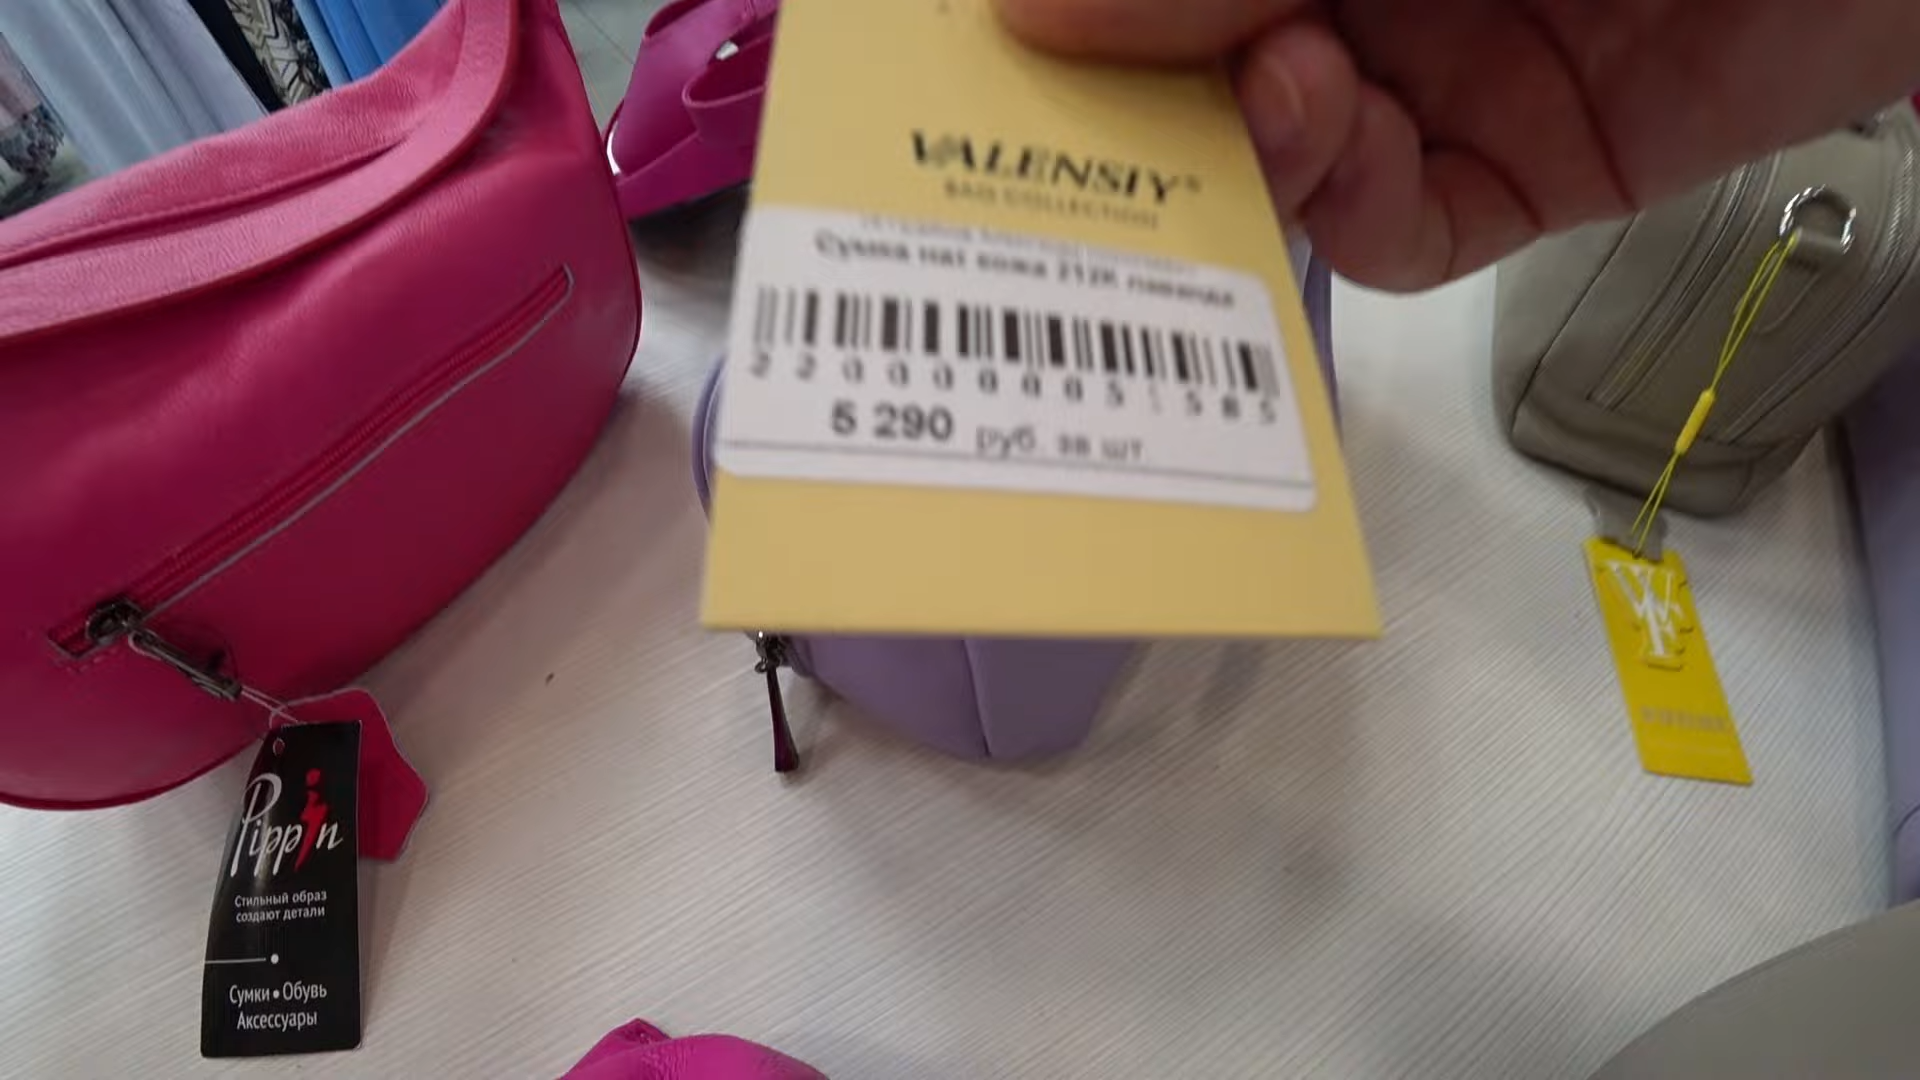 VALENSIY
BAG COLLECTION
Сумка нат кожа 212К лаванда
5 290 руб. за шт
Pippin
Стильный образ
создают детали
Сумки • Обувь
Аксессуары